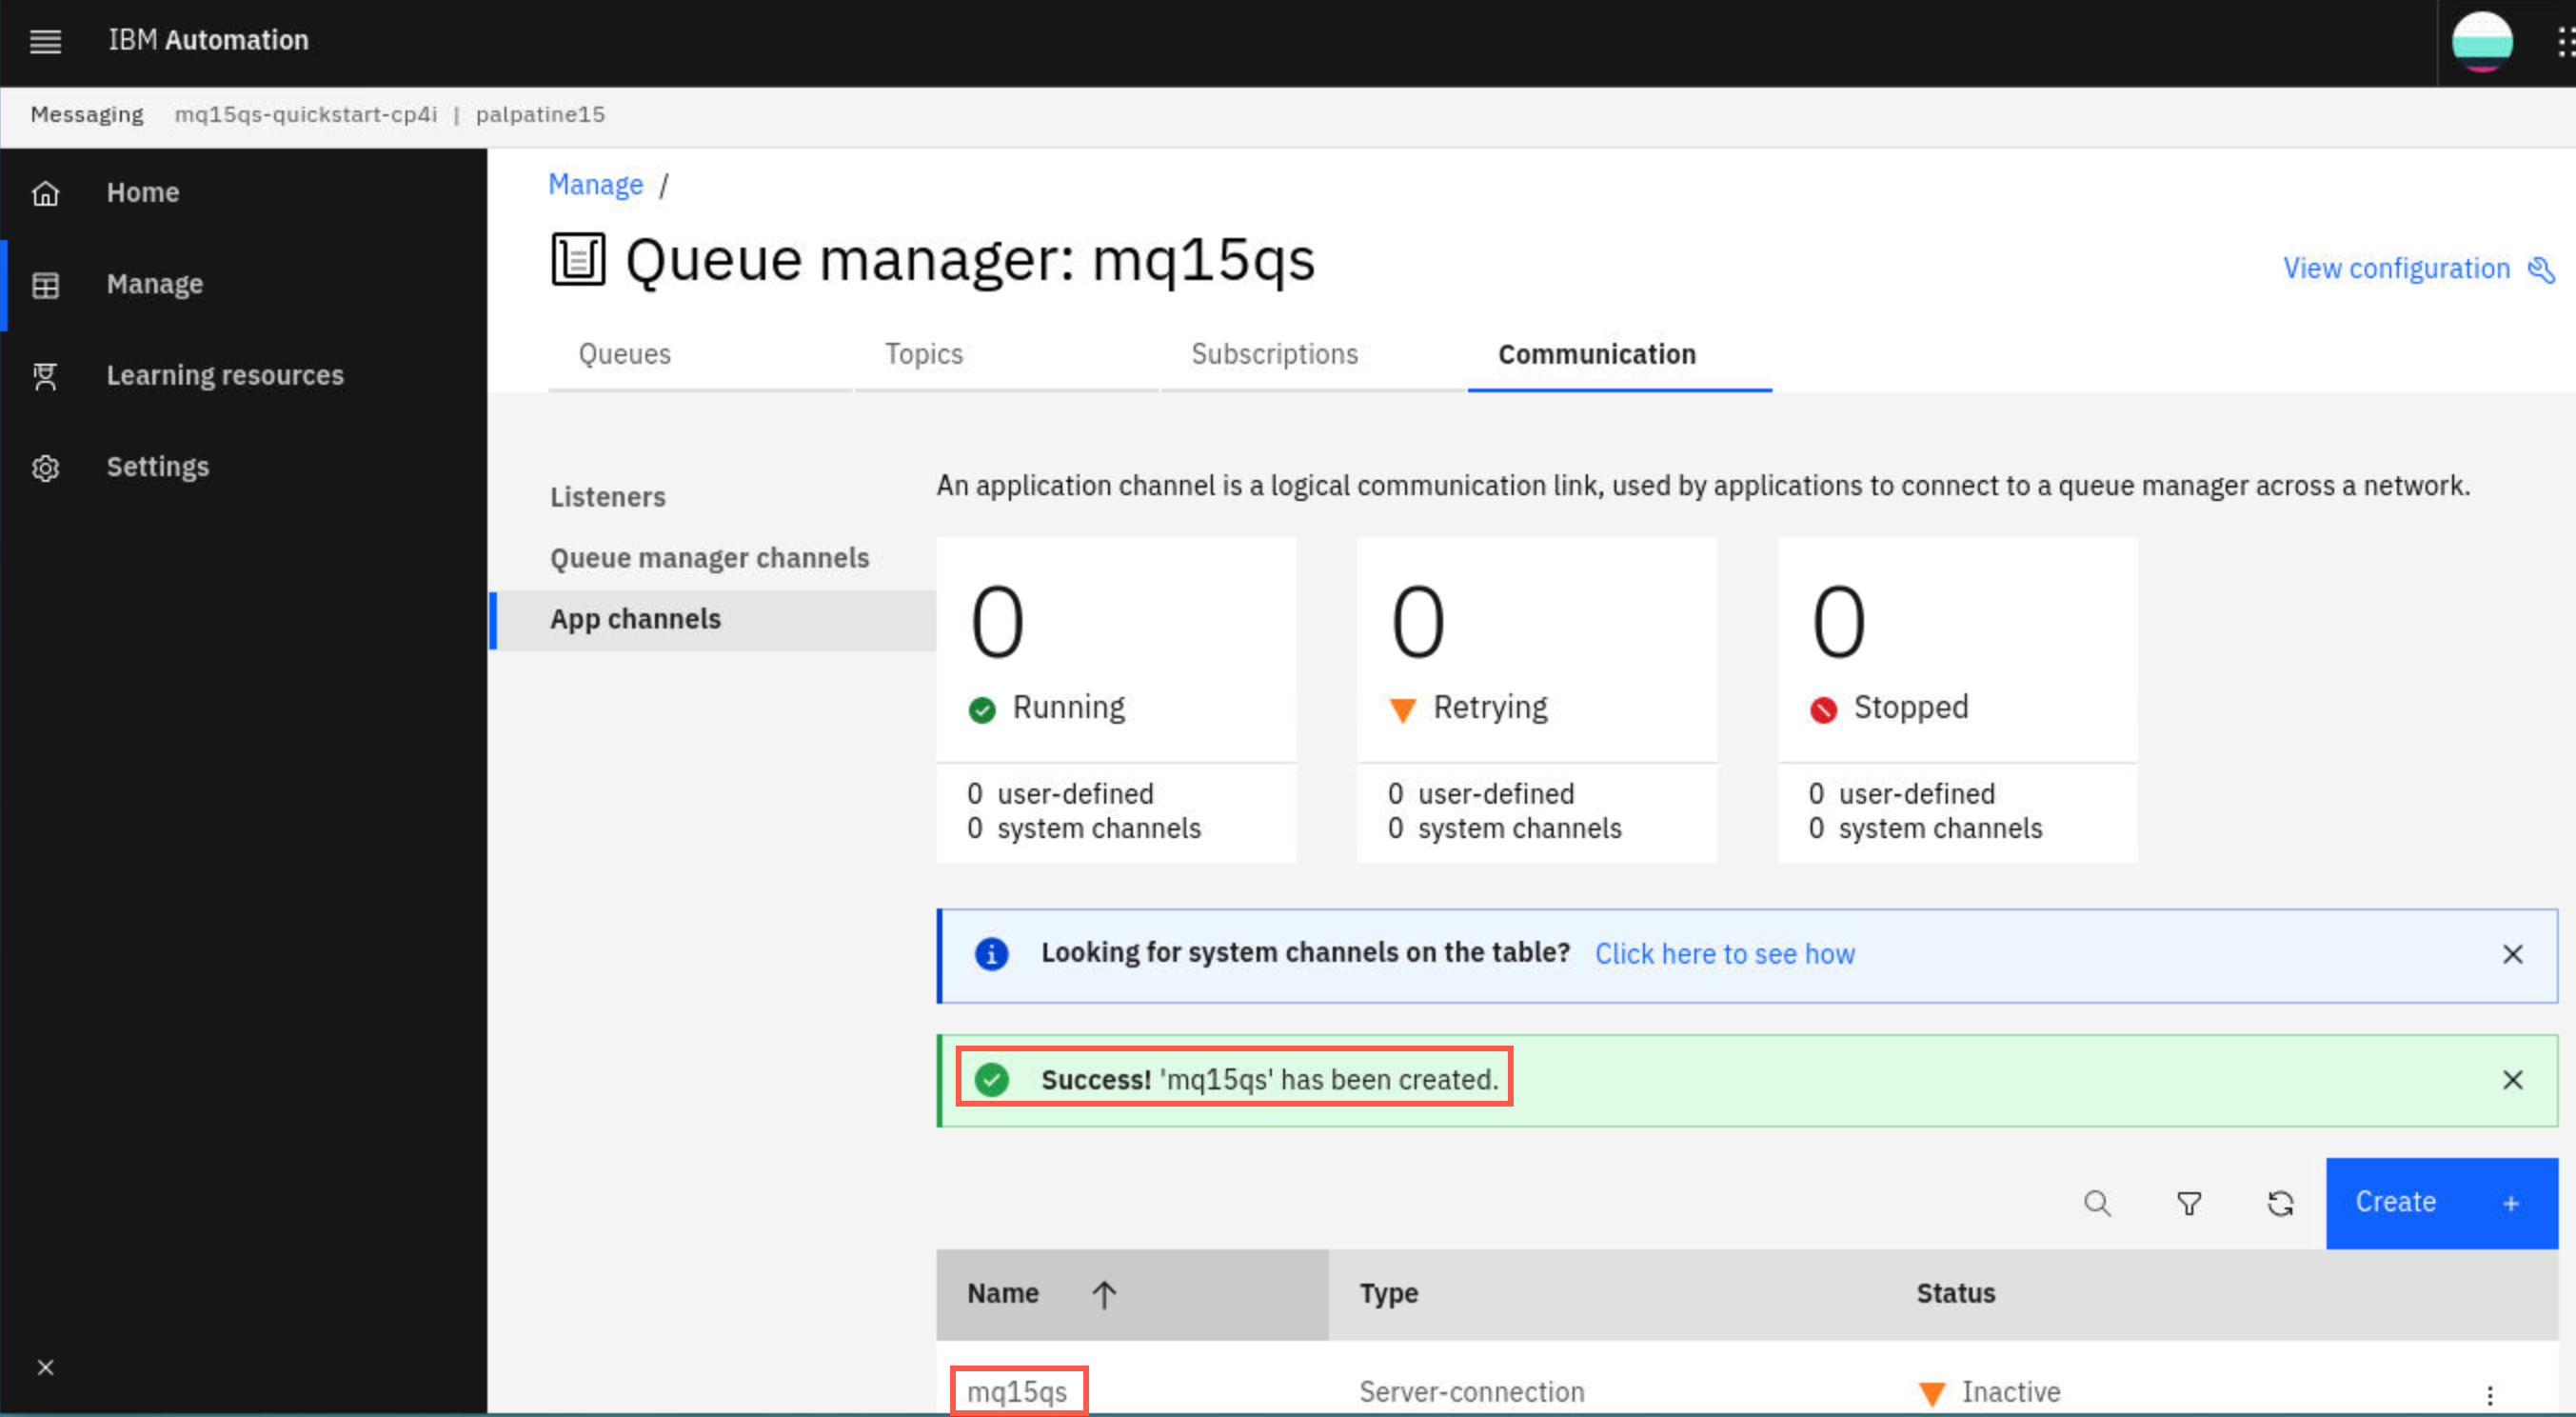 IBM Automation
Messaging mq15qs-quickstart-cp4i | palpatine15
Home
Manage
Learning resources
Settings
Manage /
Queue manager: mq15qs
View configuration
Queues Topics Subscriptions Communication
Listeners
Queue manager channels
App channels
An application channel is a logical communication link, used by applications to connect to a queue manager across a network.
0
Running
0 user-defined
0 system channels
0
Retrying
0 user-defined
0 system channels
0
Stopped
0 user-defined
0 system channels
Looking for system channels on the table? Click here to see how
Success! 'mq15qs' has been created.
Create +
Name Type Status
mq15qs Server-connection Inactive